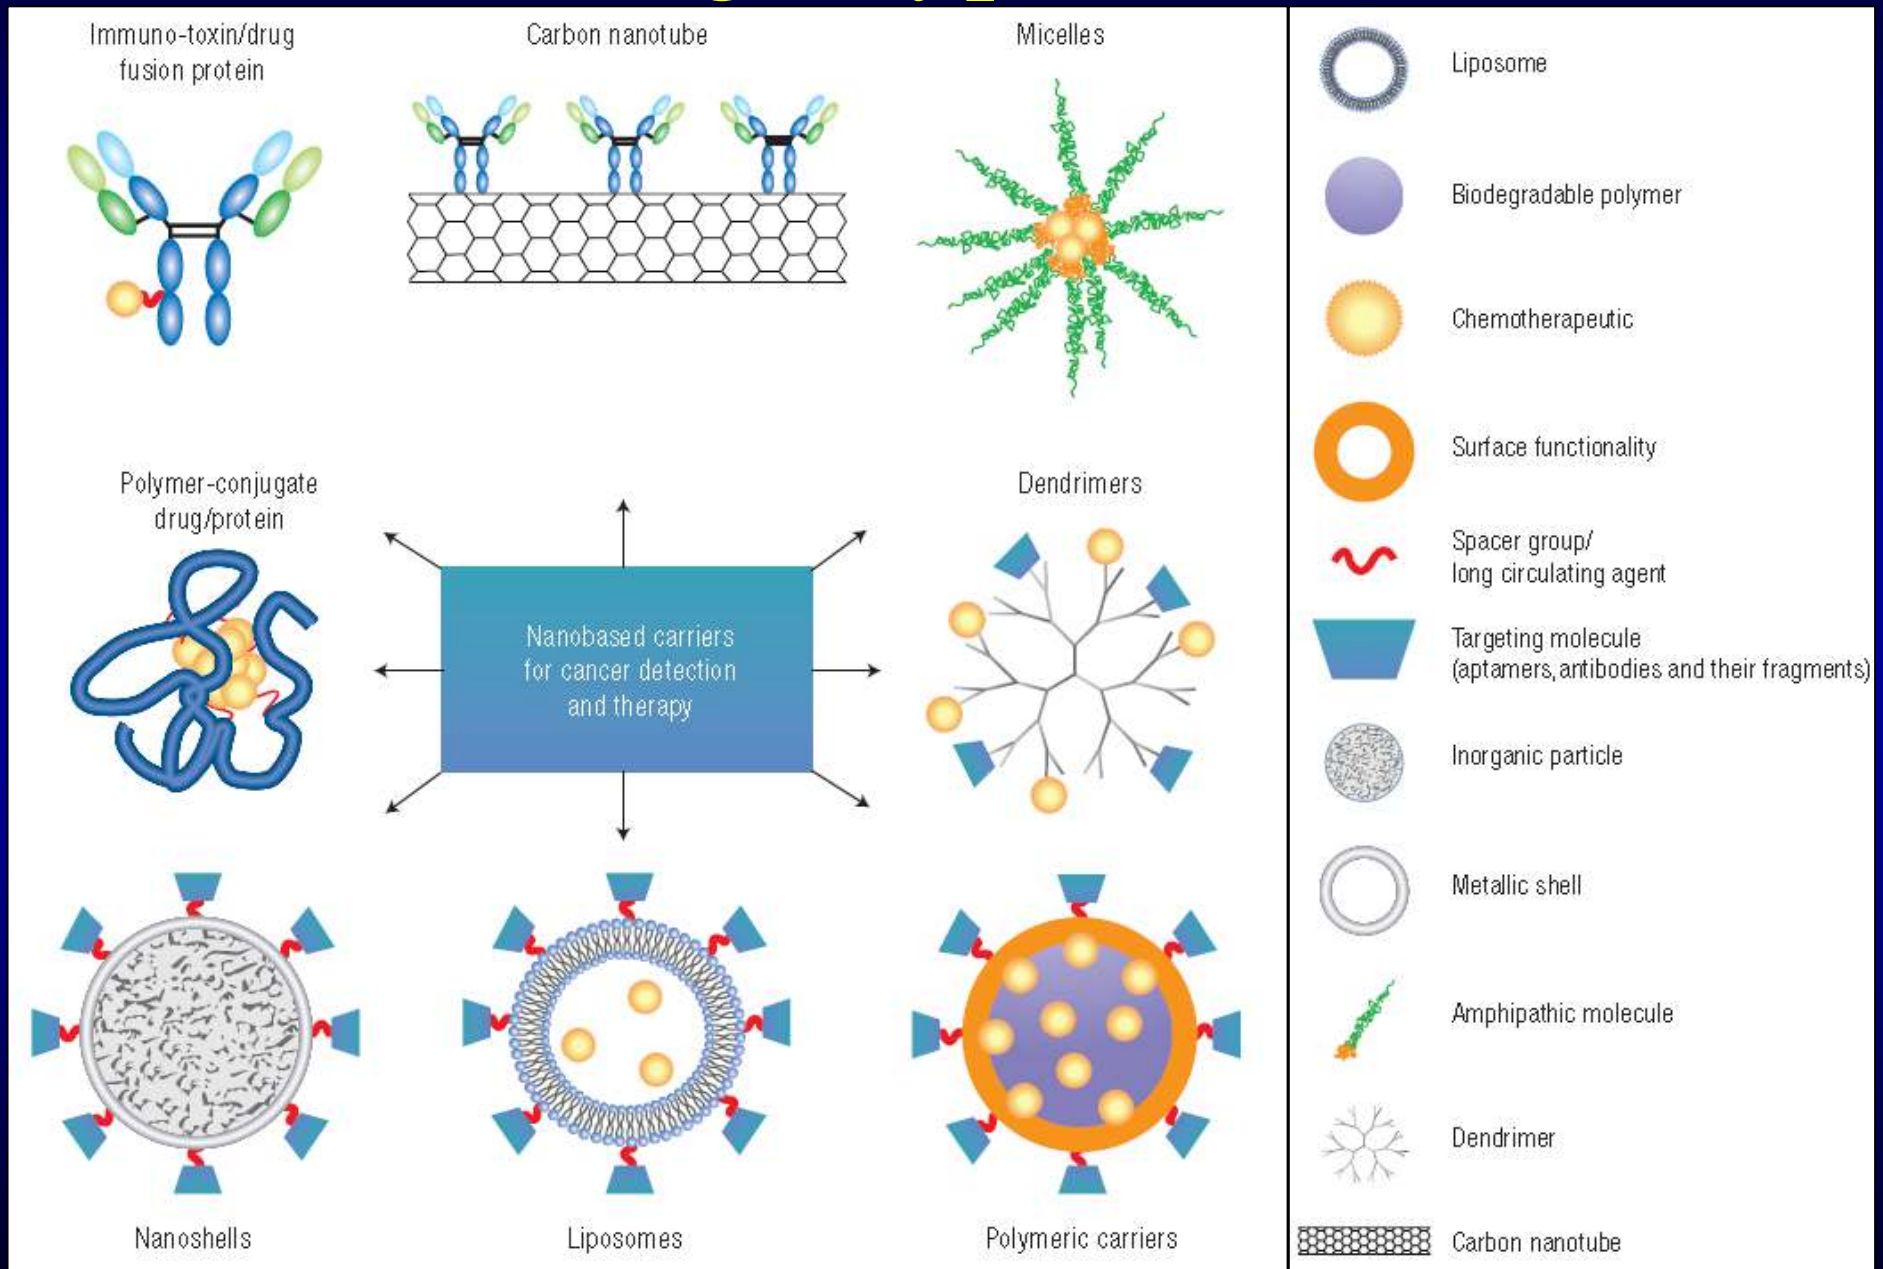 Immuno-toxin/drug
fusion protein
Carbon nanotube
Micelles
Polymer-conjugate
drug/protein
Dendrimers
Nanobased carriers
for cancer detection
and therapy
Nanoshells
Liposomes
Polymeric carriers
Liposome
Biodegradable polymer
Chemotherapeutic
Surface functionality
Spacer group/
long circulating agent
Targeting molecule
(aptamers, antibodies and their fragments)
Inorganic particle
Metallic shell
Amphipathic molecule
Dendrimer
Carbon nanotube